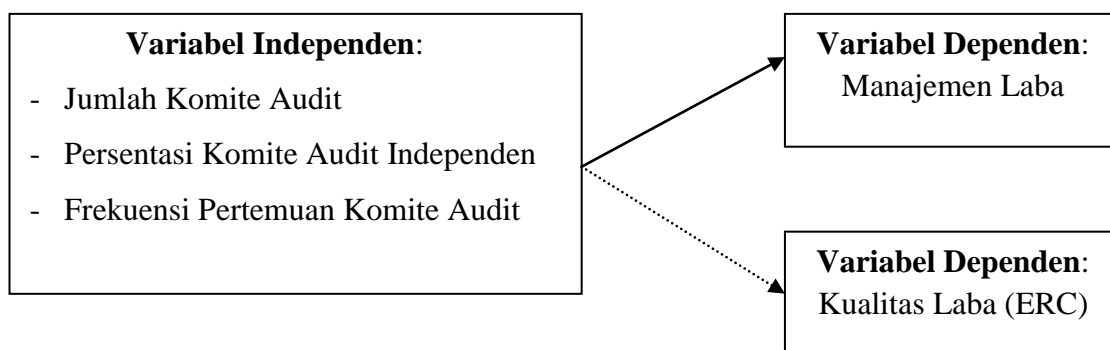 Variabel Independen:
- Jumlah Komite Audit
- Persentasi Komite Audit Independen
- Frekuensi Pertemuan Komite Audit
Variabel Dependen:
Manajemen Laba
Variabel Dependen:
Kualitas Laba (ERC)